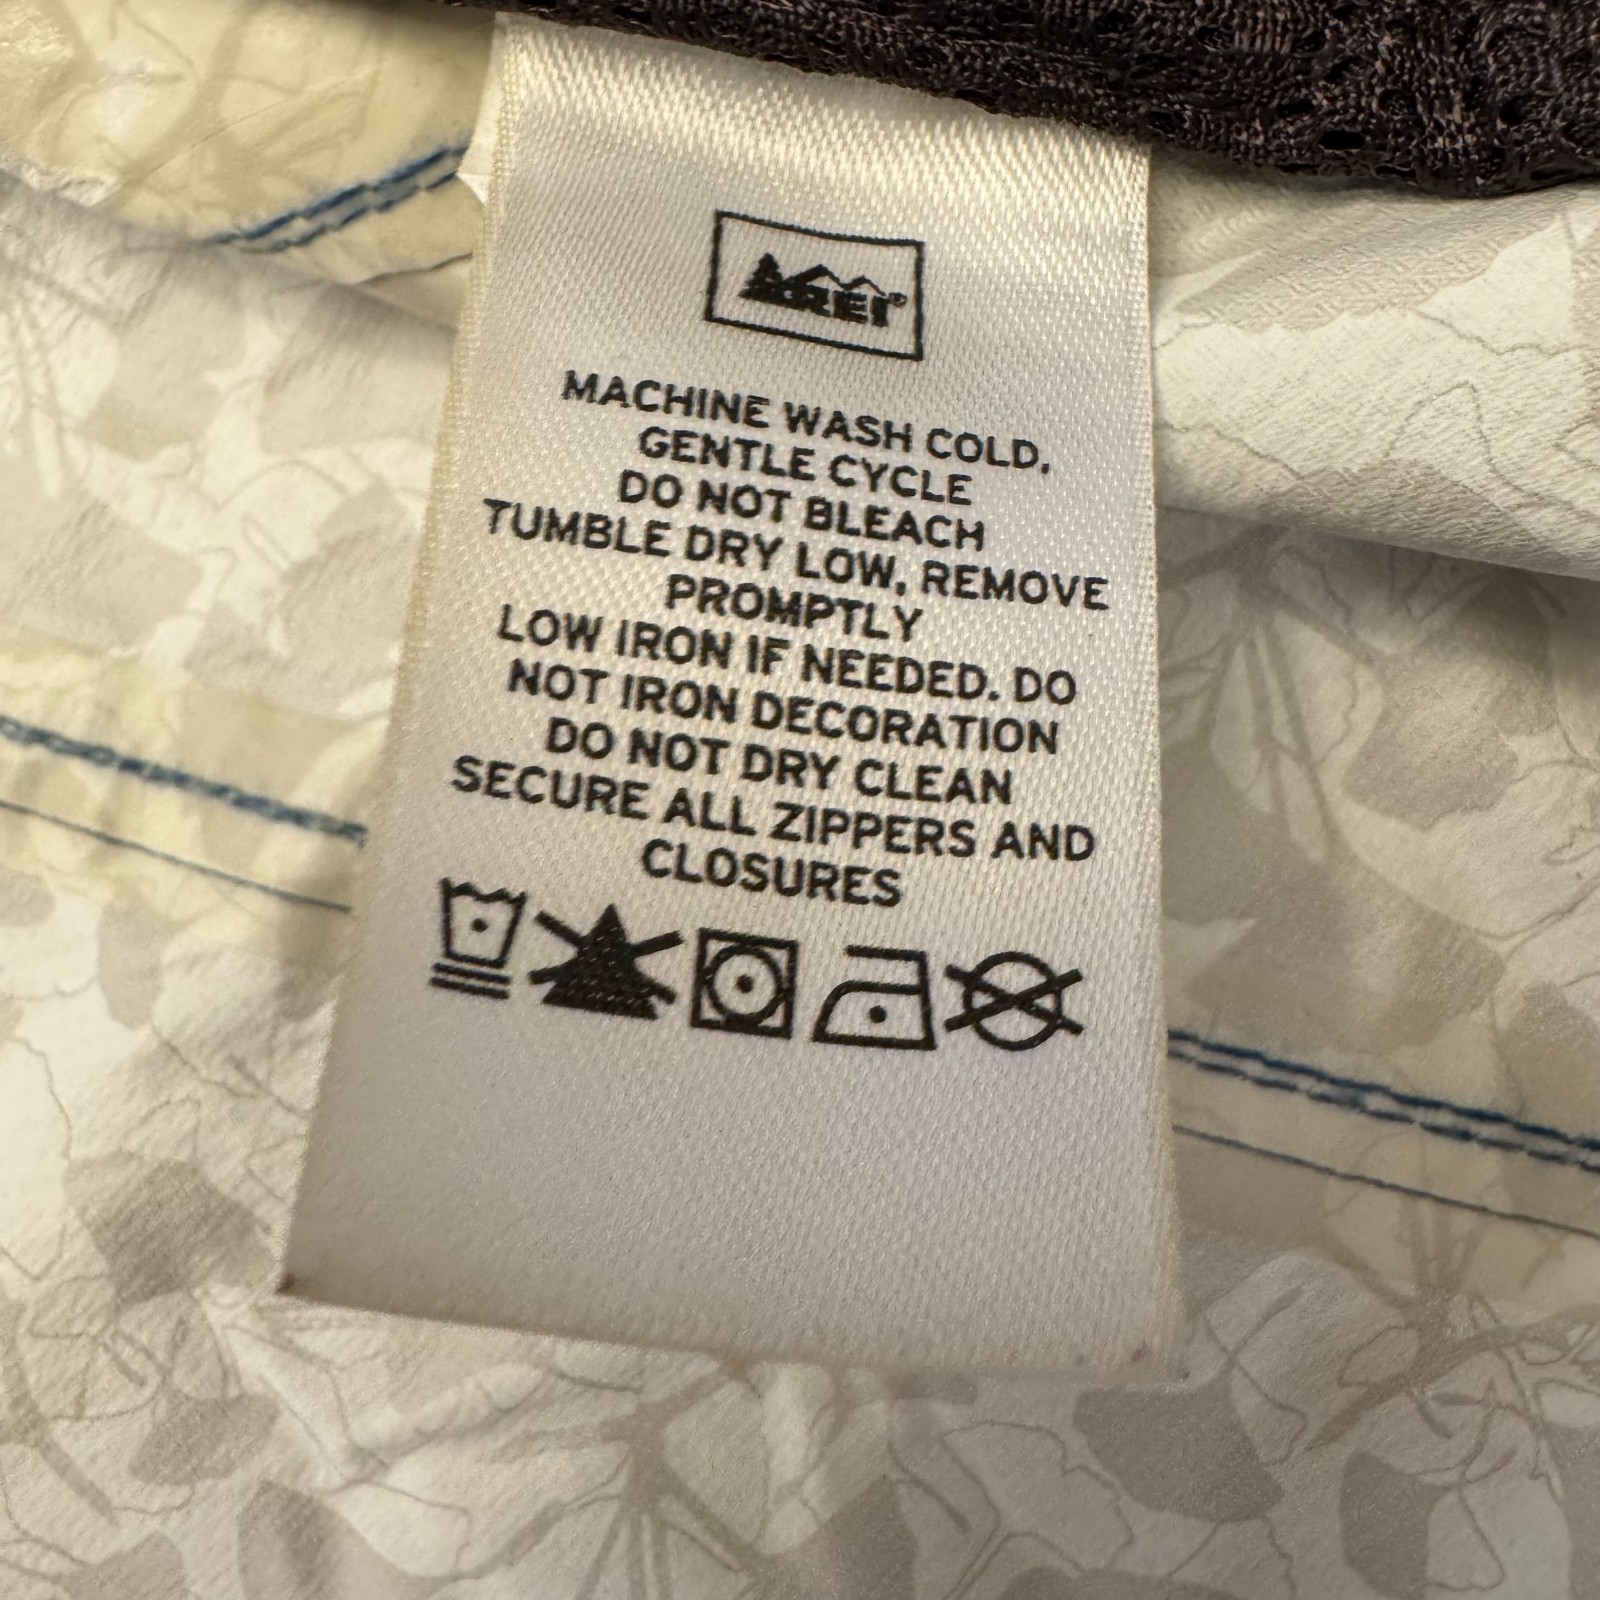 REI®
MACHINE WASH COLD,
GENTLE CYCLE
DO NOT BLEACH
TUMBLE DRY LOW, REMOVE
PROMPTLY
LOW IRON IF NEEDED. DO
NOT IRON DECORATION
DO NOT DRY CLEAN
SECURE ALL ZIPPERS AND
CLOSURES